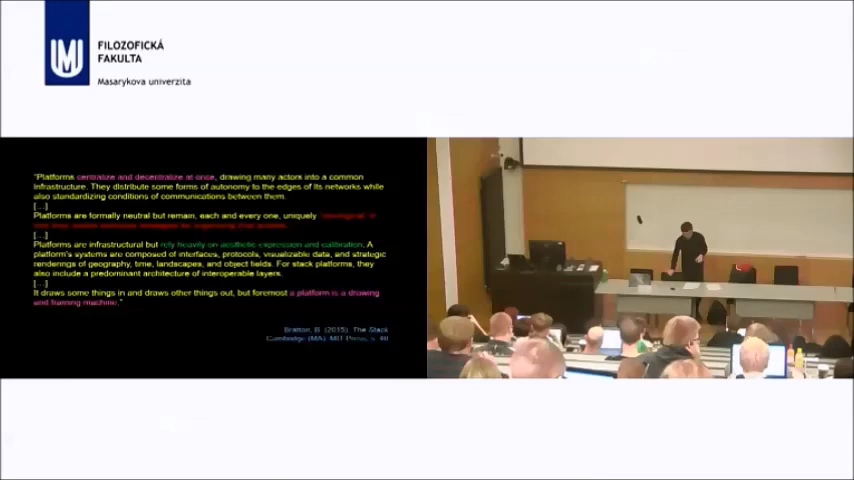 FILOZOFICKÁ
FAKULTA
Masarykova univerzita
"Platforms centralize and decentralize at once, drawing many actors into a common
infrastructure. They distribute some forms of autonomy to the edges of its networks while
also standardizing conditions of communications between them.
[...]
Platforms are formally neutral but remain, each and every one, uniquely
[...]
Platforms are infrastructural but rely heavily on aesthetic expression and calibration. A
platform's systems are composed of interfaces, protocols, visualizable data, and strategic
renderings of geography, time, landscapes, and object fields. For stack platforms, they
also include a predominant architecture of interoperable layers.
[...]
It draws some things in and draws other things out, but foremost a platform is a drawing
and framing machine."
Bratton, B. (2015). The Stack
Cambridge (MA): MIT Press, s.